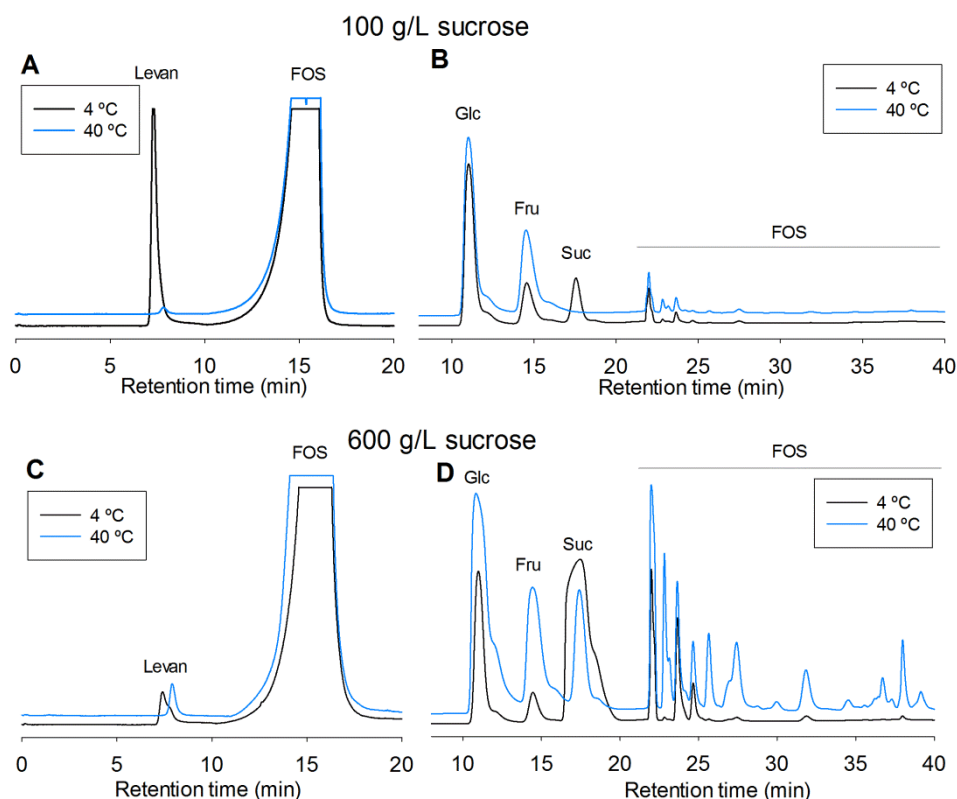 100 g/L sucrose
A
Levan
FOS
4 ºC
40 ºC
0 5 10 15 20
Retention time (min)
B
4 ºC
40 ºC
Glc
Fru
Suc
FOS
10 15 20 25 30 35 40
Retention time (min)
600 g/L sucrose
C
FOS
4 ºC
40 ºC
Levan
0 5 10 15 20
Retention time (min)
D
Glc
FOS
4 ºC
40 ºC
Fru
Suc
10 15 20 25 30 35 40
Retention time (min)